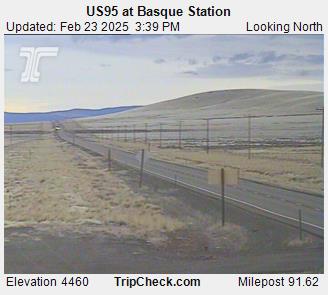 US95 at Basque Station
Updated: Feb 23 2025 3:39 PM Looking North
Elevation 4460 TripCheck.com Milepost 91.62